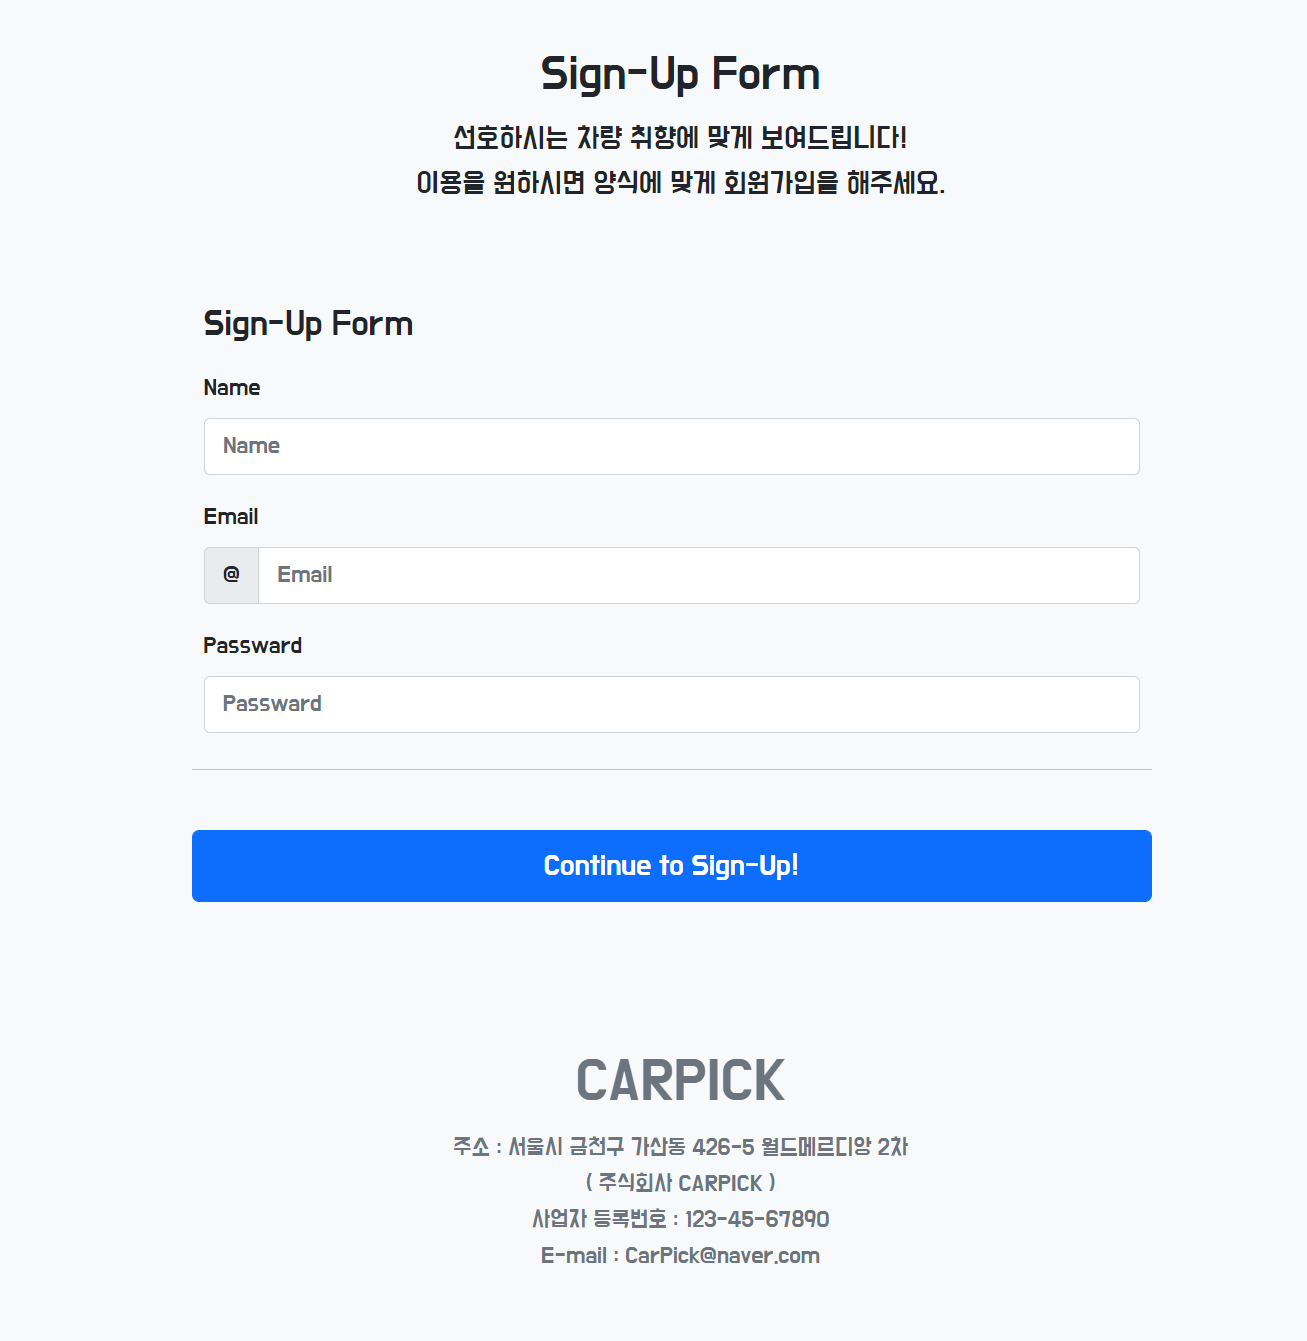 Sign-Up Form
선호하시는 차량 취향에 맞게 보여드립니다!
이용을 원하시면 양식에 맞게 회원가입을 해주세요.
Sign-Up Form
Name
Name
Email
@ Email
Passward
Passward
Continue to Sign-Up!
CARPICK
주소 : 서울시 금천구 가산동 426-5 월드메르디앙 2차
( 주식회사 CARPICK )
사업자 등록번호 : 123-45-67890
E-mail : CarPick@naver.com